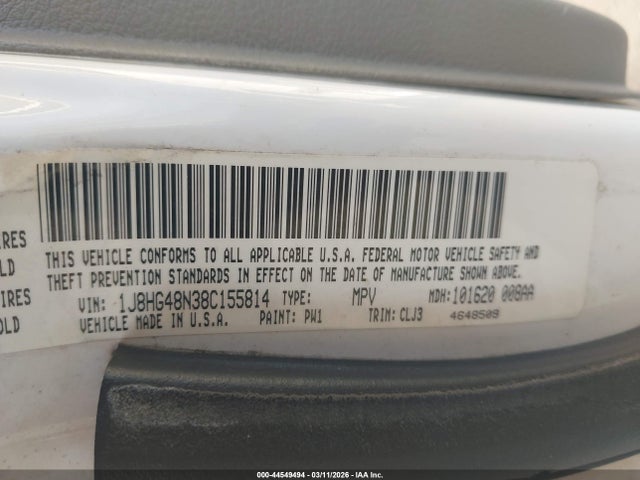 IRES
OLD
IRES
OLD
THIS VEHICLE CONFORMS TO ALL APPLICABLE U.S.A. FEDERAL MOTOR VEHICLE SAFETY AND
THEFT PREVENTION STANDARDS IN EFFECT ON THE DATE OF MANUFACTURE SHOWN ABOVE.
VIN: 1J8HG48N38C155814 TYPE: MPV MDH: 101620 008AA
VEHICLE MADE IN U.S.A. PAINT: PW1 TRIM: CLJ3 4648509
000-44549494 - 03/11/2026 - IAA Inc.